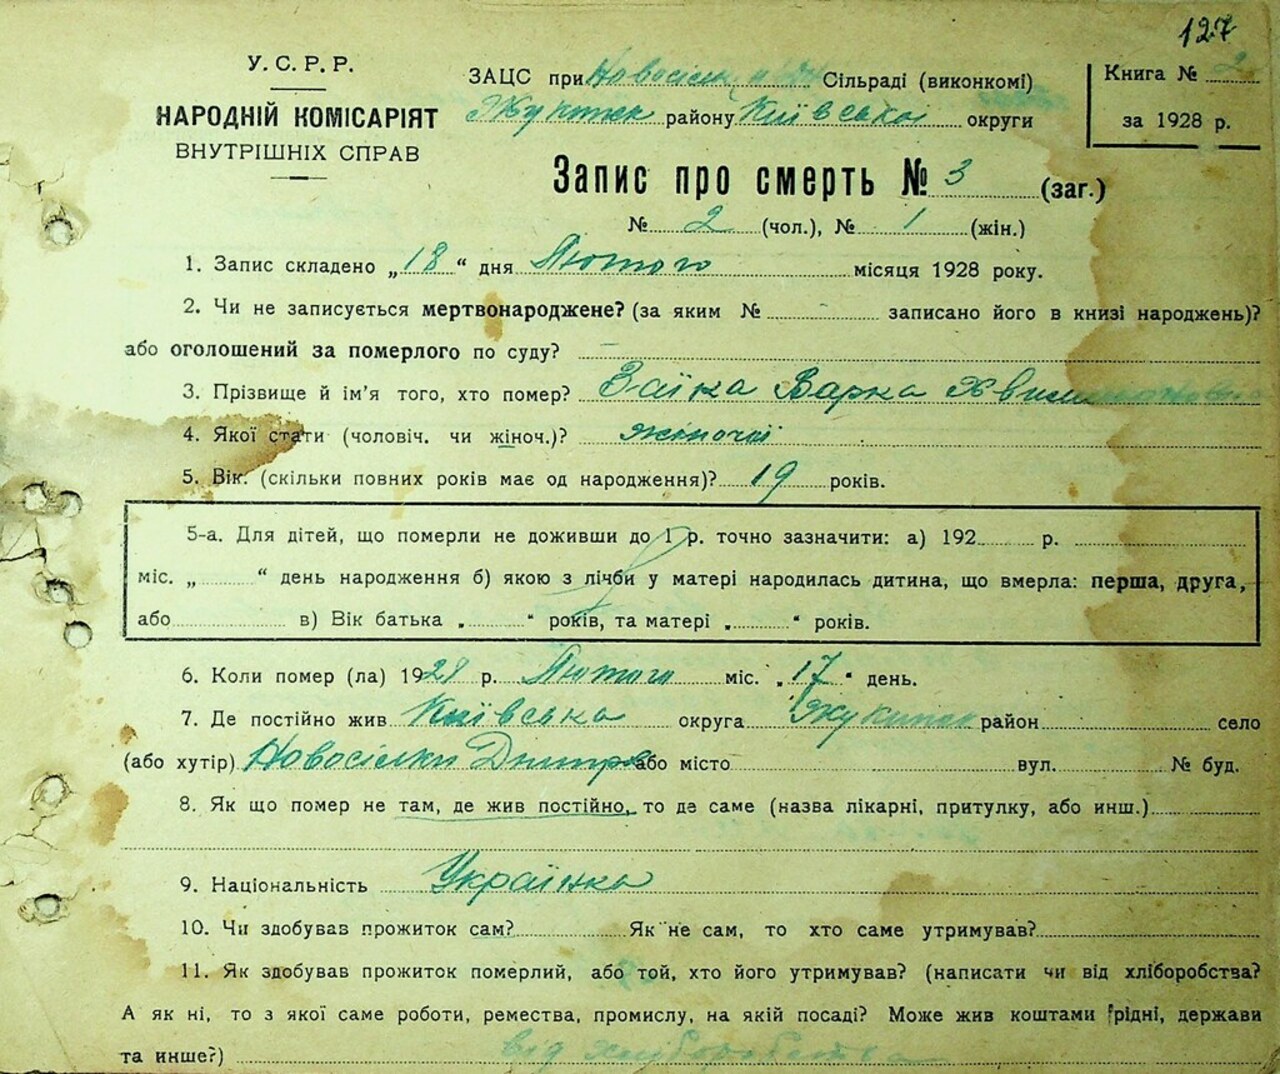 127
У. С. Р. Р.
НАРОДНІЙ КОМІСАРІЯТ
ВНУТРІШНІХ СПРАВ
ЗАЦС при Сільраді (виконкомі)
району Київської округи
Книга № 2
за 1928 р.
Запис про смерть № 3 (заг.)
№ 2 (чол.), № 1 (жін.)
1. Запис складено „18“ дня Лютого місяця 1928 року.
2. Чи не записується мертвонароджене? (за яким № - записано його в книзі народжень)?
або оголошений за померлого по суду? —
3. Прізвище й ім’я того, хто помер? Заїка Варка
4. Якої стати (чоловіч. чи жіноч.)? жіночої
5. Вік. (скільки повних років має од народження)? 19 років.
5-а. Для дітей, що померли не доживши до 1 р. точно зазначити: а) 192 р.
міс. „ “ день народження б) якою з лічби у матері народилась дитина, що вмерла: перша, друга,
або в) Вік батька „ “ років, та матері „ “ років.
6. Коли помер (ла) 1928 р. Лютого міс. „17“ день.
7. Де постійно жив Київська округа район село
(або хутір) Новосілки або місто вул. № буд.
8. Як що помер не там, де жив постійно, то де саме (назва лікарні, притулку, або инш.)
9. Національність Українка
10. Чи здобував прожиток сам? Як не сам, то хто саме утримував?
11. Як здобував прожиток померлий, або той, хто його утримував? (написати чи від хліборобства?
А як ні, то з якої саме роботи, ремества, промислу, на якій посаді? Може жив коштами рідні, держави
та инше?) від хліборобства